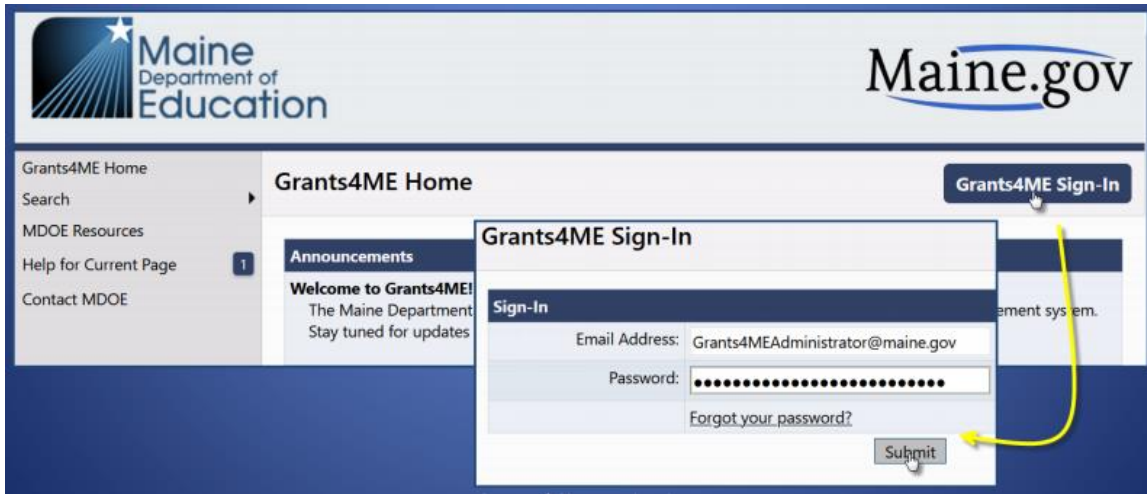 Maine
Department of
Education
Maine.gov
Grants4ME Home
Search
MDOE Resources
Help for Current Page 1
Contact MDOE
Grants4ME Home
Grants4ME Sign-In
Announcements
Welcome to Grants4ME!
The Maine Department
Stay tuned for updates
Grants4ME Sign-In
Sign-In
Email Address: Grants4MEAdministrator@maine.gov
Password: ●●●●●●●●●●●●●●●●●●●●●●●●●●
Forgot your password?
Submit